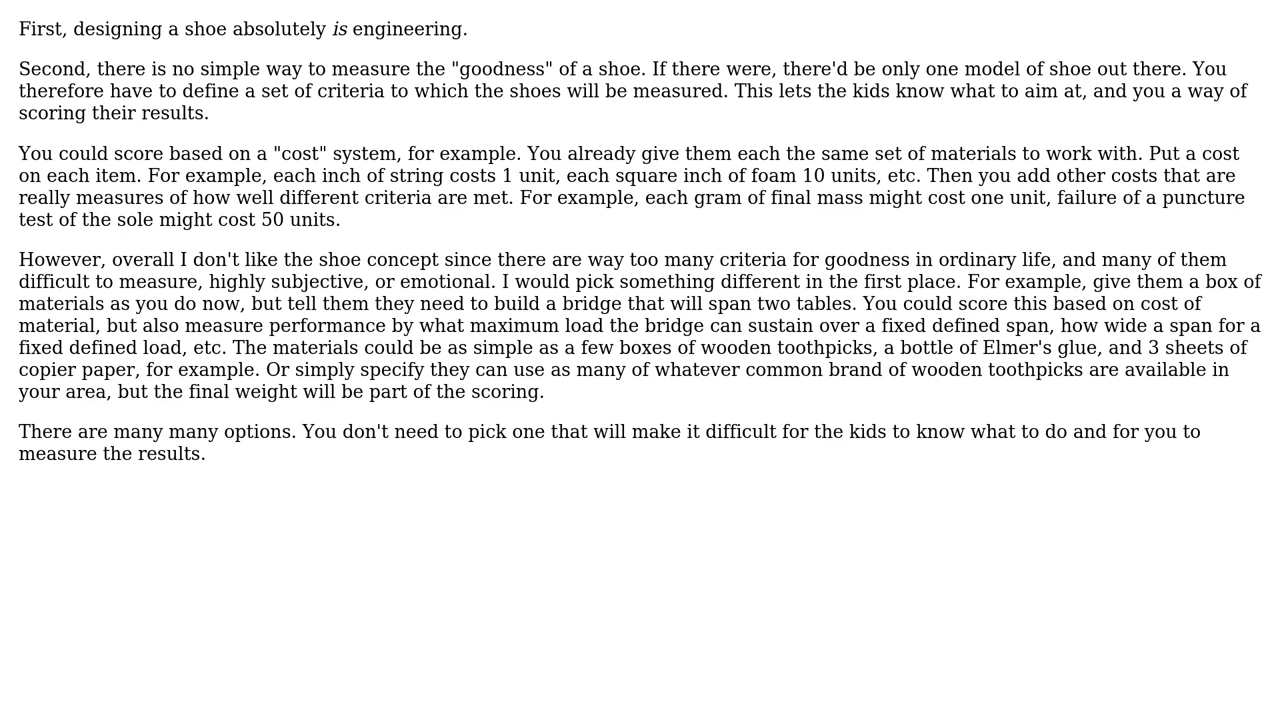 First, designing a shoe absolutely is engineering.
Second, there is no simple way to measure the "goodness" of a shoe. If there were, there'd be only one model of shoe out there. You
therefore have to define a set of criteria to which the shoes will be measured. This lets the kids know what to aim at, and you a way of
scoring their results.
You could score based on a "cost" system, for example. You already give them each the same set of materials to work with. Put a cost
on each item. For example, each inch of string costs 1 unit, each square inch of foam 10 units, etc. Then you add other costs that are
really measures of how well different criteria are met. For example, each gram of final mass might cost one unit, failure of a puncture
test of the sole might cost 50 units.
However, overall I don't like the shoe concept since there are way too many criteria for goodness in ordinary life, and many of them
difficult to measure, highly subjective, or emotional. I would pick something different in the first place. For example, give them a box of
materials as you do now, but tell them they need to build a bridge that will span two tables. You could score this based on cost of
material, but also measure performance by what maximum load the bridge can sustain over a fixed defined span, how wide a span for a
fixed defined load, etc. The materials could be as simple as a few boxes of wooden toothpicks, a bottle of Elmer's glue, and 3 sheets of
copier paper, for example. Or simply specify they can use as many of whatever common brand of wooden toothpicks are available in
your area, but the final weight will be part of the scoring.
There are many many options. You don't need to pick one that will make it difficult for the kids to know what to do and for you to
measure the results.